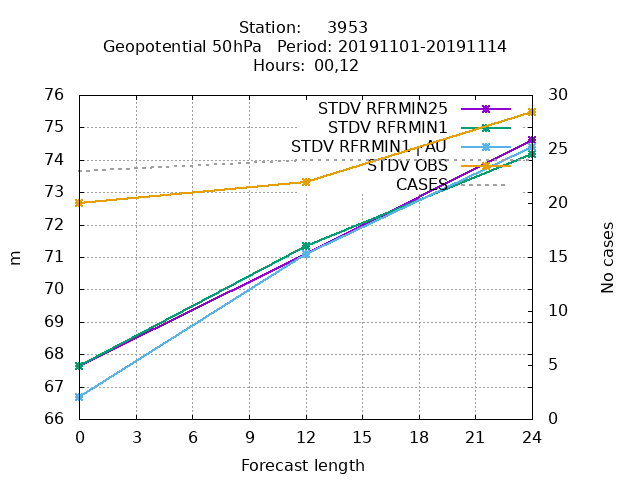 Station:     3953
Geopotential 50hPa   Period: 20191101-20191114
Hours:  00,12
76
75
74
73
72
71
70
69
68
67
66
30
25
20
15
10
5
0
STDV RFRMIN25
STDV RFRMIN1
STDV RFRMIN1_AU
STDV OBS
CASES
m
No cases
0 3 6 9 12 15 18 21 24
Forecast length